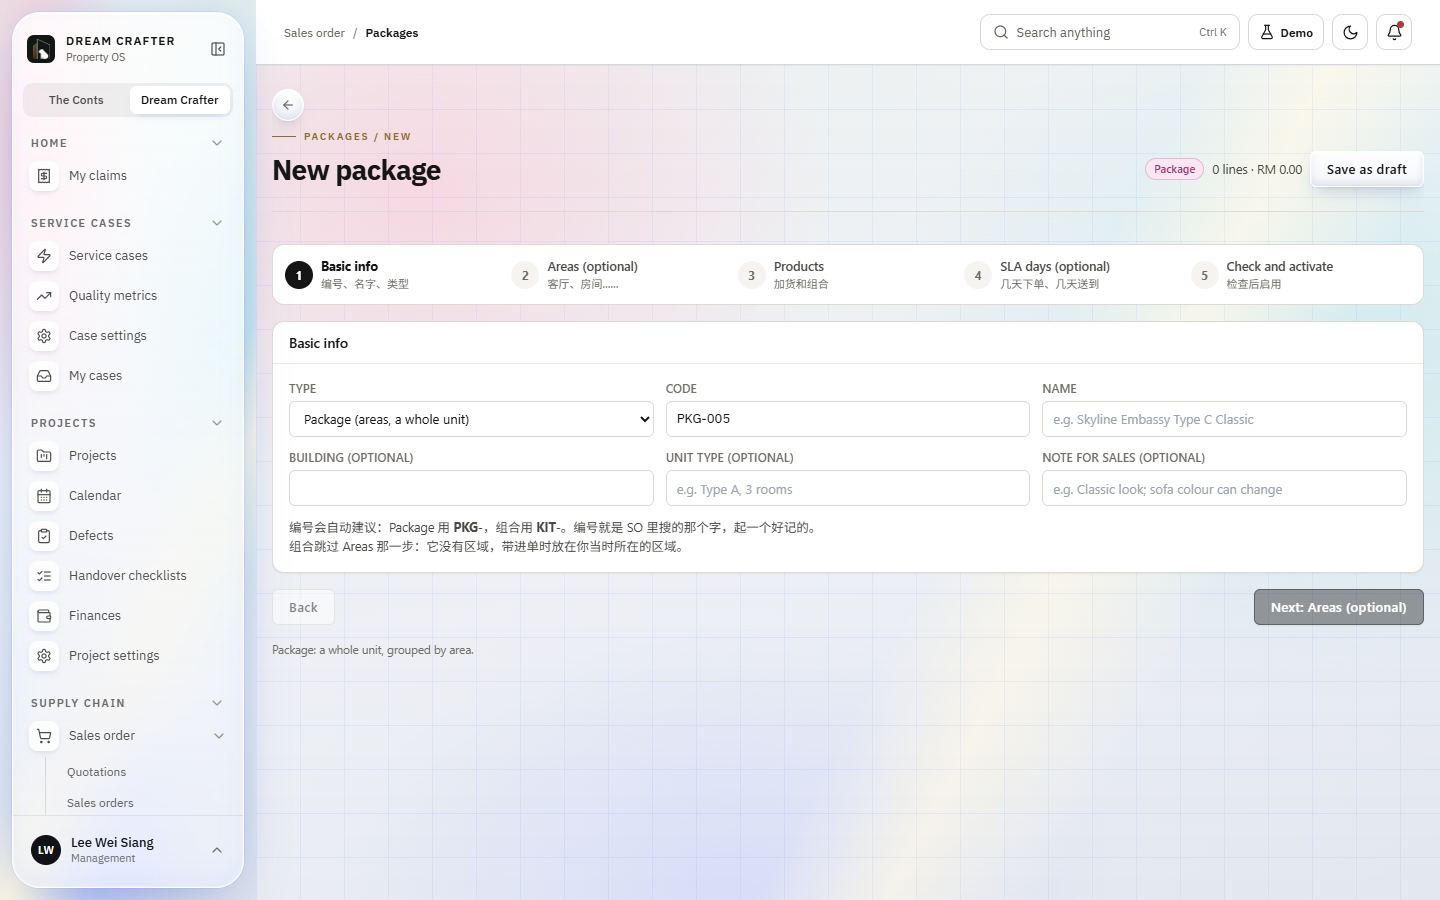 DREAM CRAFTER
Property OS
The Conts
Dream Crafter
HOME
My claims
SERVICE CASES
Service cases
Quality metrics
Case settings
My cases
PROJECTS
Projects
Calendar
Defects
Handover checklists
Finances
Project settings
SUPPLY CHAIN
Sales order
Quotations
Sales orders
LW
Lee Wei Siang
Management
Sales order / Packages
Search anything
Ctrl K
Demo
PACKAGES / NEW
New package
Package
0 lines · RM 0.00
Save as draft
1
Basic info
编号、名字、类型
2
Areas (optional)
客厅、房间……
3
Products
加货和组合
4
SLA days (optional)
几天下单、几天送到
5
Check and activate
检查后启用
Basic info
TYPE
Package (areas, a whole unit)
CODE
PKG-005
NAME
e.g. Skyline Embassy Type C Classic
BUILDING (OPTIONAL)
UNIT TYPE (OPTIONAL)
e.g. Type A, 3 rooms
NOTE FOR SALES (OPTIONAL)
e.g. Classic look; sofa colour can change
编号会自动建议：Package 用 PKG-，组合用 KIT-。编号就是 SO 里搜的那个字，起一个好记的。
组合跳过 Areas 那一步：它没有区域，带进单时放在你当时所在的区域。
Back
Next: Areas (optional)
Package: a whole unit, grouped by area.